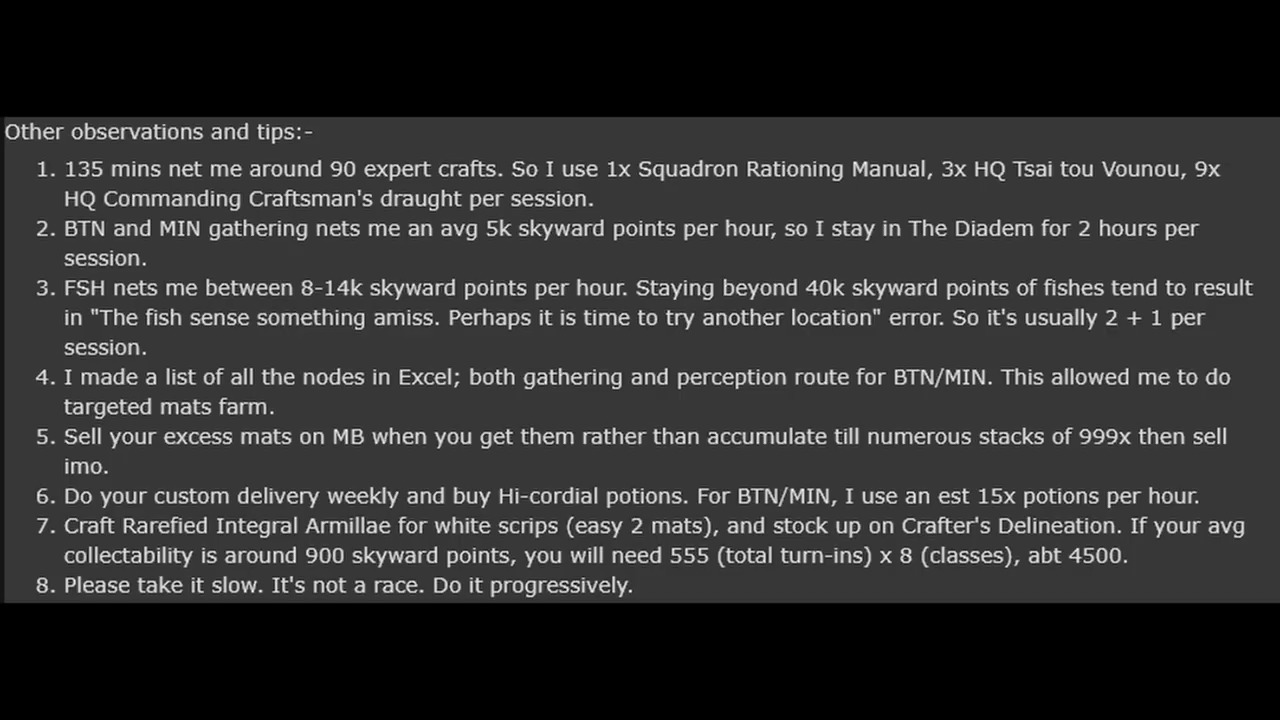 Other observations and tips:-
1. 135 mins net me around 90 expert crafts. So I use 1x Squadron Rationing Manual, 3x HQ Tsai tou Vounou, 9x
HQ Commanding Craftsman's draught per session.
2. BTN and MIN gathering nets me an avg 5k skyward points per hour, so I stay in The Diadem for 2 hours per
session.
3. FSH nets me between 8-14k skyward points per hour. Staying beyond 40k skyward points of fishes tend to result
in "The fish sense something amiss. Perhaps it is time to try another location" error. So it's usually 2 + 1 per
session.
4. I made a list of all the nodes in Excel; both gathering and perception route for BTN/MIN. This allowed me to do
targeted mats farm.
5. Sell your excess mats on MB when you get them rather than accumulate till numerous stacks of 999x then sell
imo.
6. Do your custom delivery weekly and buy Hi-cordial potions. For BTN/MIN, I use an est 15x potions per hour.
7. Craft Rarefied Integral Armillae for white scrips (easy 2 mats), and stock up on Crafter's Delineation. If your avg
collectability is around 900 skyward points, you will need 555 (total turn-ins) x 8 (classes), abt 4500.
8. Please take it slow. It's not a race. Do it progressively.